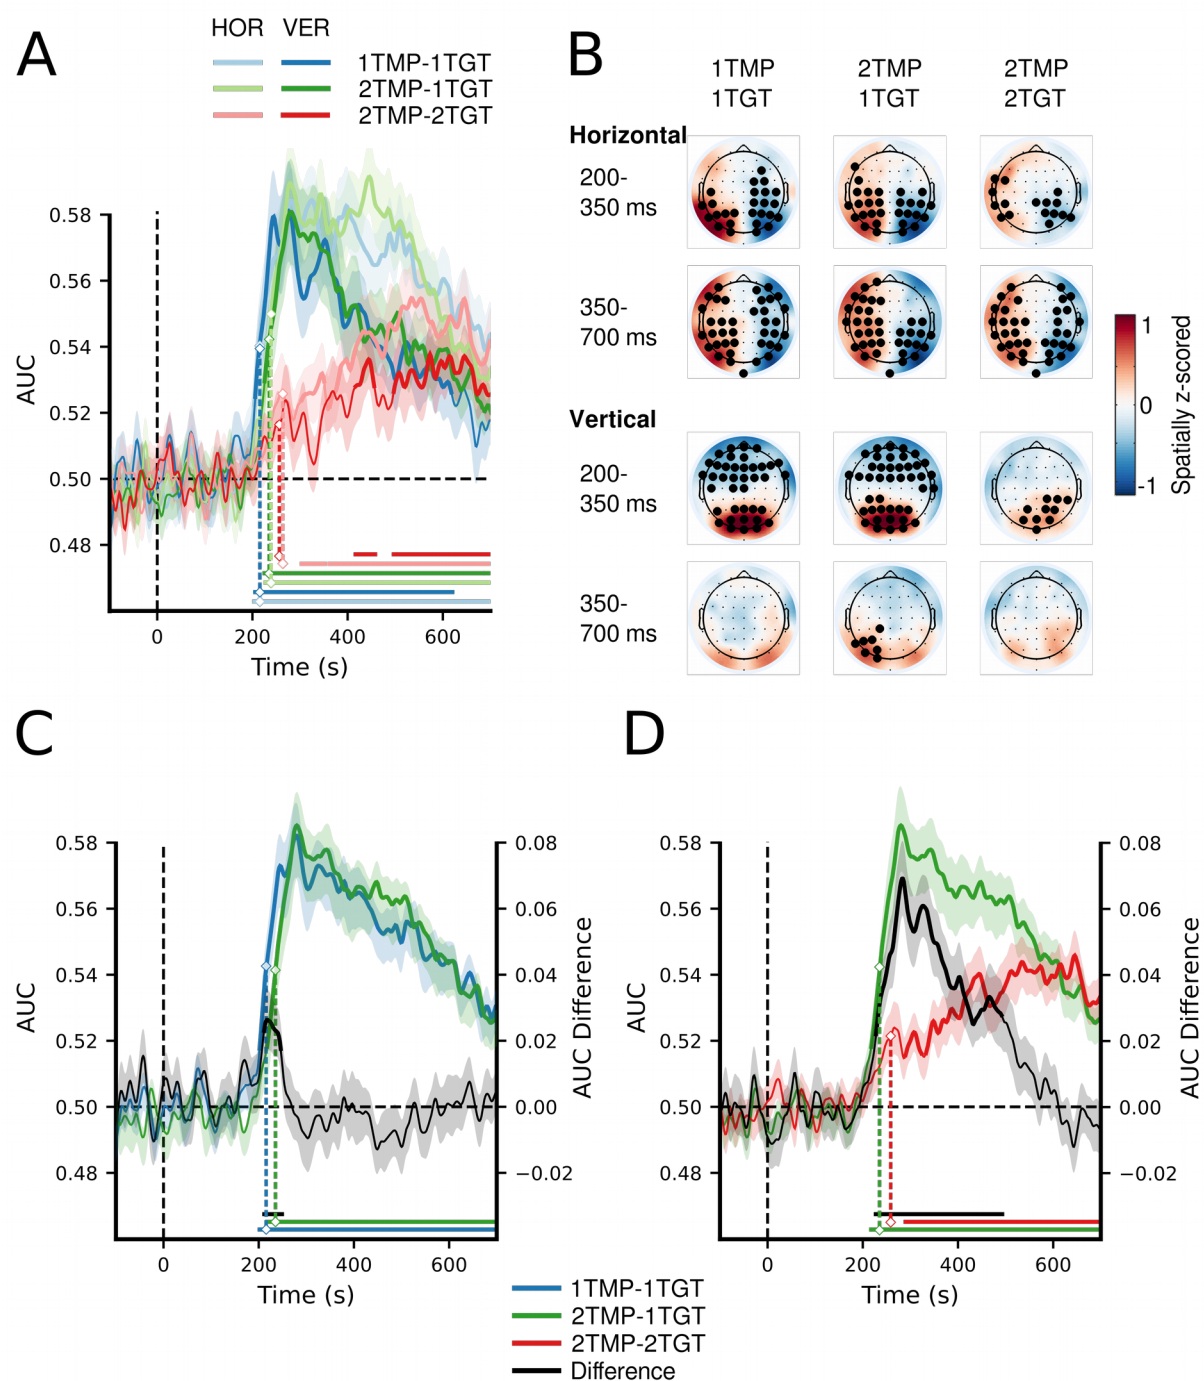 A
HOR VER
1TMP-1TGT
2TMP-1TGT
2TMP-2TGT
0.58
0.56
0.54
0.52
0.50
0.48
AUC
0 200 400 600
Time (s)
B
1TMP 2TMP 2TMP
1TGT 1TGT 2TGT
Horizontal
200-
350 ms
350-
700 ms
Vertical
200-
350 ms
350-
700 ms
1
0
-1
Spatially z-scored
C
0.58
0.56
0.54
0.52
0.50
0.48
AUC
0.08
0.06
0.04
0.02
0.00
−0.02
AUC Difference
0 200 400 600
Time (s)
D
0.58
0.56
0.54
0.52
0.50
0.48
AUC
0.08
0.06
0.04
0.02
0.00
−0.02
AUC Difference
0 200 400 600
Time (s)
1TMP-1TGT
2TMP-1TGT
2TMP-2TGT
Difference